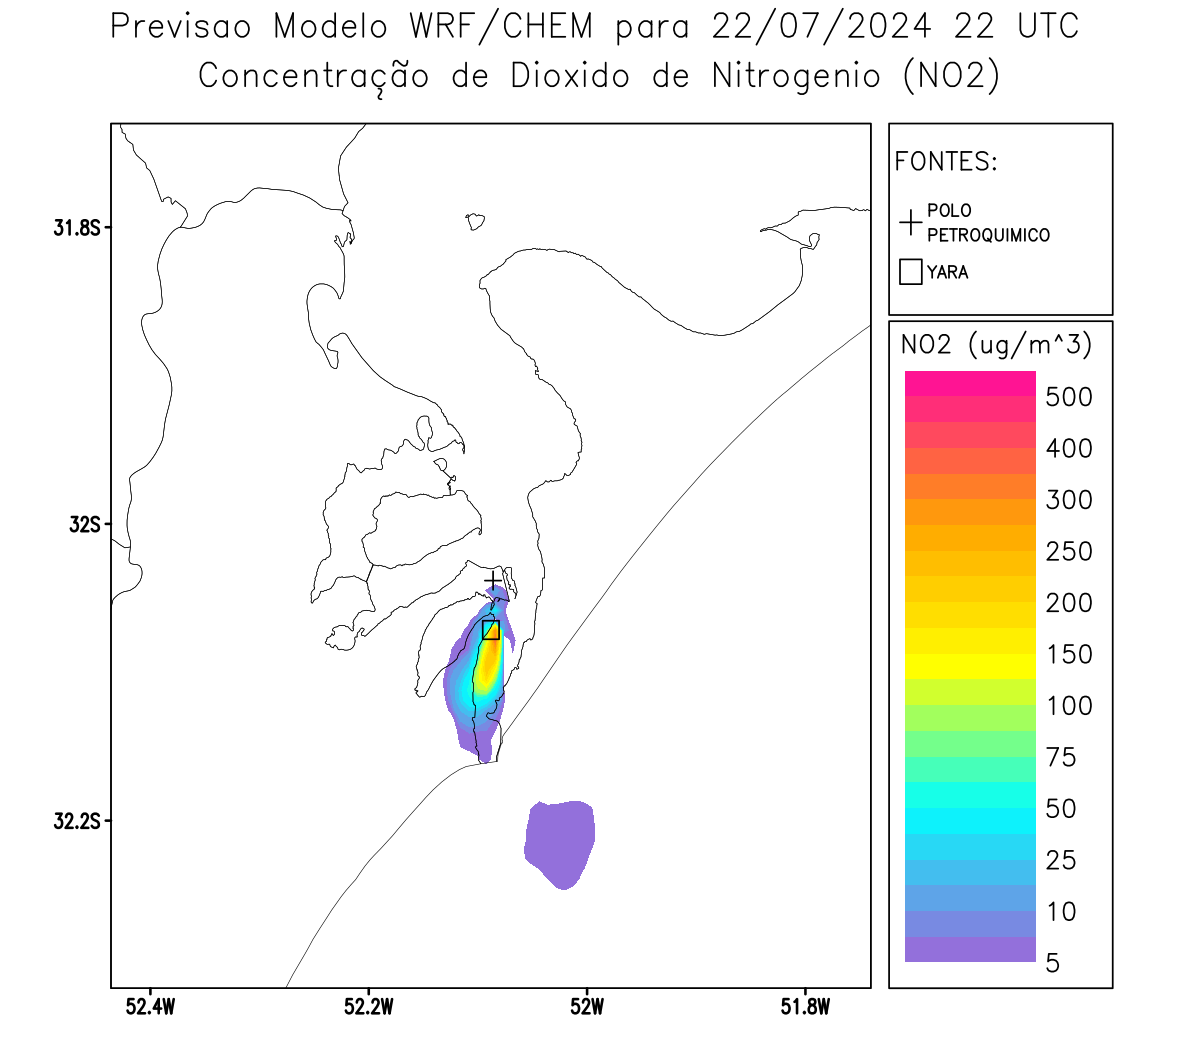 Previsao Modelo WRF/CHEM para 22/07/2024 22 UTC
Concentração de Dioxido de Nitrogenio (NO2)
FONTES:
POLO
PETROQUIMICO
YARA
NO2 (ug/m^3)
500
400
300
250
200
150
100
75
50
25
10
5
31.8S
32S
32.2S
52.4W
52.2W
52W
51.8W